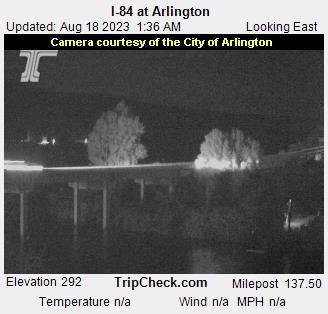 I-84 at Arlington
Updated: Aug 18 2023 1:36 AM Looking East
Camera courtesy of the City of Arlington
Elevation 292 TripCheck.com Milepost 137.50
Temperature n/a Wind n/a MPH n/a